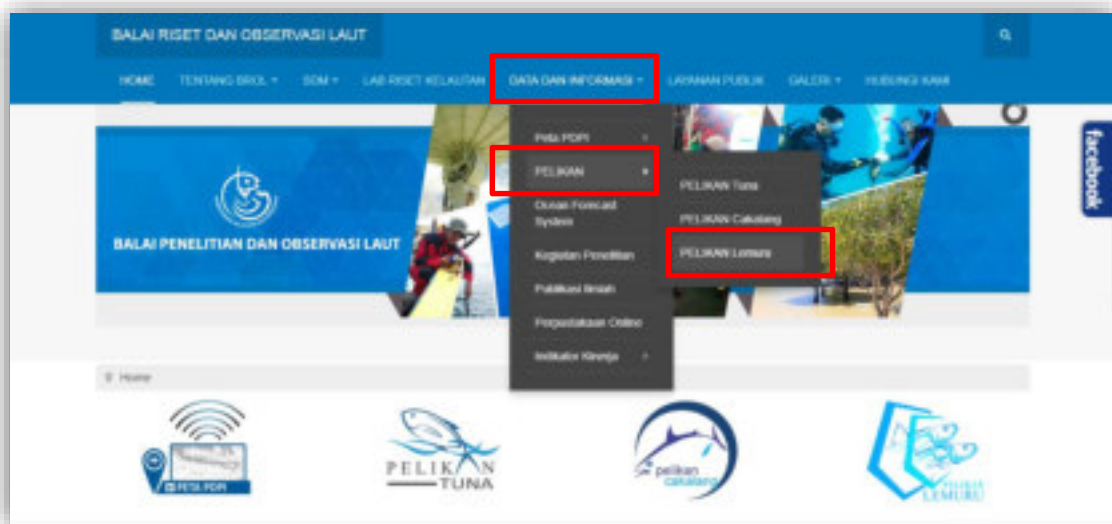 BALAI RISET DAN OBSERVASI LAUT
HOME TENTANG BROL SDM LAB RISET KELAUTAN DATA DAN INFORMASI LAYANAN PUBLIK GALERI HUBUNGI KAMI
Peta PDPI
PELIKAN
PELIKAN Tuna
Ocean Forecast
System
PELIKAN Cakalang
Kegiatan Penelitian
PELIKAN Lemuru
Publikasi Ilmiah
Perpustakaan Online
Indikator Kinerja
BALAI PENELITIAN DAN OBSERVASI LAUT
facebook
Home
PETA PDPI
PELIKAN
TUNA
pelikan
cakalang
PELIKAN
LEMURU